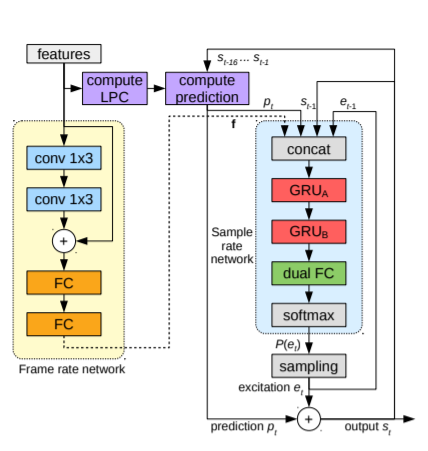 features
compute
LPC
compute
prediction
s_{t-16} ... s_{t-1}
p_t
s_{t-1}
e_{t-1}
f
conv 1x3
conv 1x3
+
FC
FC
Frame rate network
concat
GRU_A
GRU_B
dual FC
softmax
Sample
rate
network
P(e_t)
sampling
excitation e_t
prediction p_t
+
output s_t